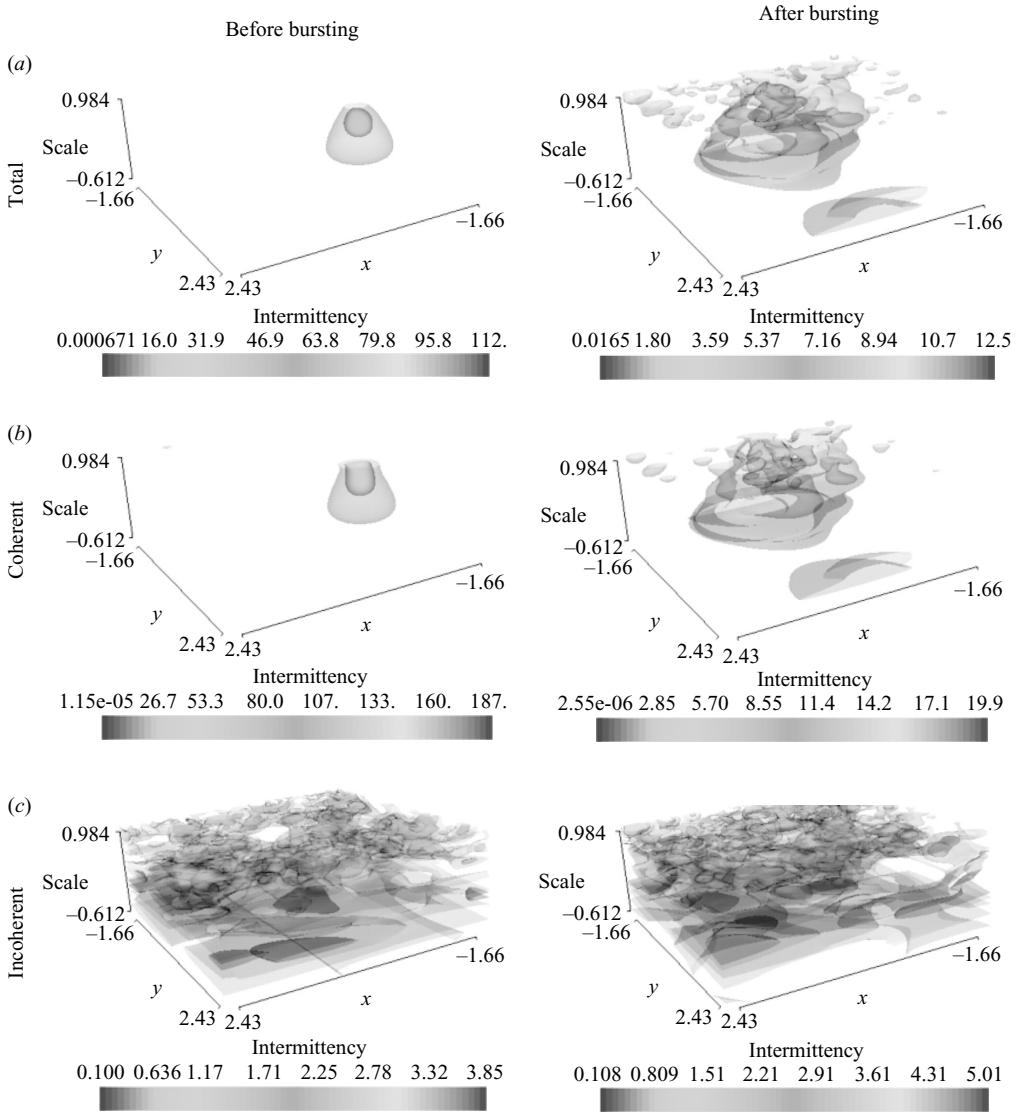 Before bursting
After bursting
(a)
Total
0.984
Scale
–0.612
–1.66
y
2.43
2.43
x
–1.66
Intermittency
0.000671 16.0 31.9 46.9 63.8 79.8 95.8 112.
0.984
Scale
–0.612
–1.66
y
2.43
2.43
x
–1.66
Intermittency
0.0165 1.80 3.59 5.37 7.16 8.94 10.7 12.5
(b)
Coherent
0.984
Scale
–0.612
–1.66
y
2.43
2.43
x
–1.66
Intermittency
1.15e-05 26.7 53.3 80.0 107. 133. 160. 187.
0.984
Scale
–0.612
–1.66
y
2.43
2.43
x
–1.66
Intermittency
2.55e-06 2.85 5.70 8.55 11.4 14.2 17.1 19.9
(c)
Incoherent
0.984
Scale
–0.612
–1.66
y
2.43
2.43
x
–1.66
Intermittency
0.100 0.636 1.17 1.71 2.25 2.78 3.32 3.85
0.984
Scale
–0.612
–1.66
y
2.43
2.43
x
–1.66
Intermittency
0.108 0.809 1.51 2.21 2.91 3.61 4.31 5.01